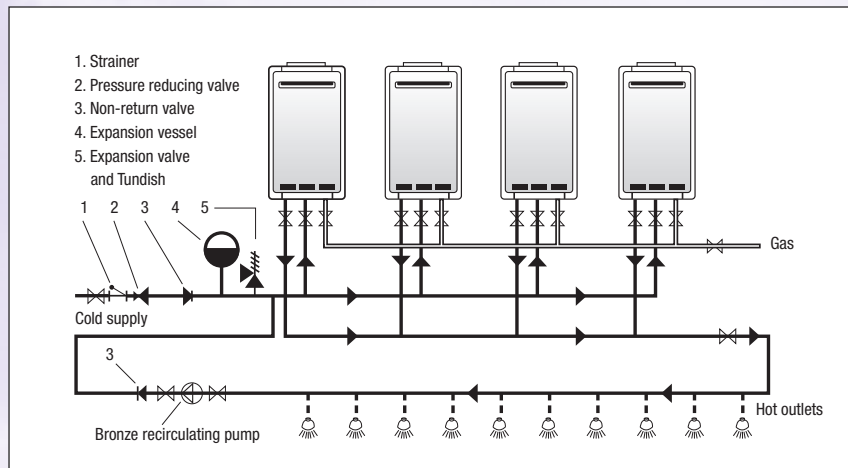 1. Strainer
2. Pressure reducing valve
3. Non-return valve
4. Expansion vessel
5. Expansion valve
and Tundish
1 2 3 4 5
Gas
Cold supply
3
Hot outlets
Bronze recirculating pump